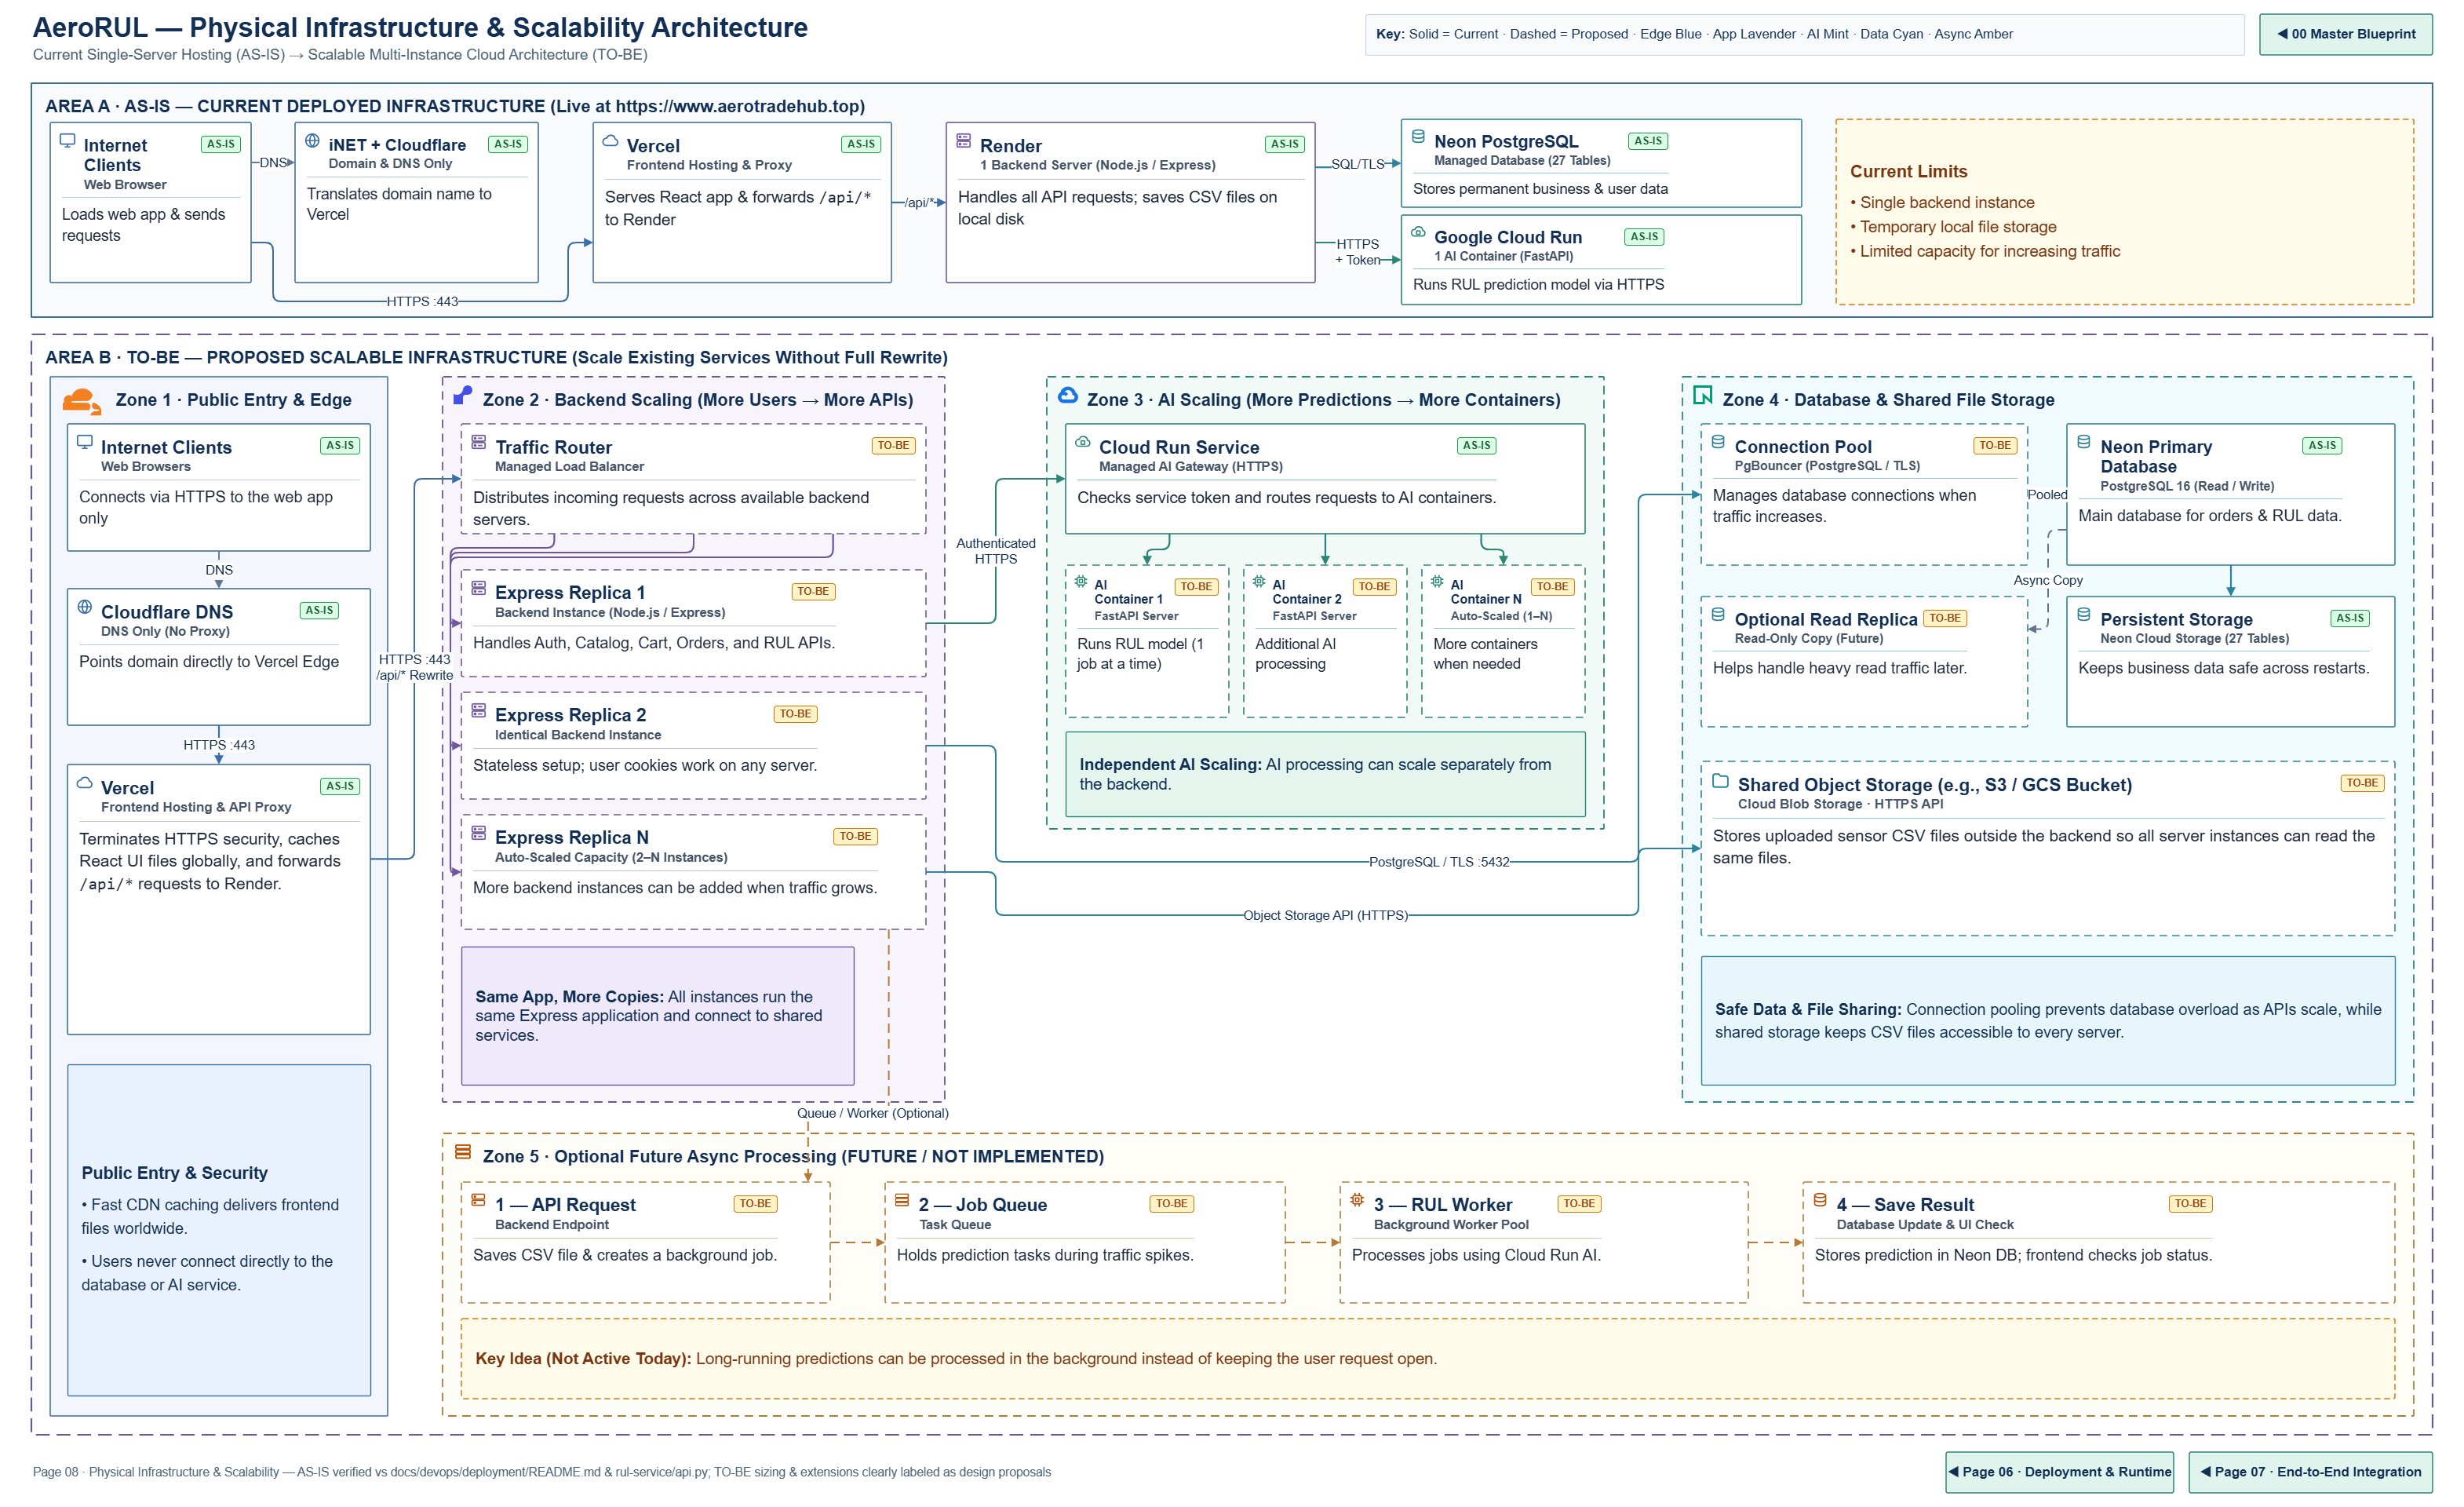 AeroRUL — Physical Infrastructure & Scalability Architecture
Current Single-Server Hosting (AS-IS) → Scalable Multi-Instance Cloud Architecture (TO-BE)
Key: Solid = Current · Dashed = Proposed · Edge Blue · App Lavender · AI Mint · Data Cyan · Async Amber
◀ 00 Master Blueprint
AREA A · AS-IS — CURRENT DEPLOYED INFRASTRUCTURE (Live at https://www.aerotradehub.top)
Internet
Clients
AS-IS
Web Browser
Loads web app & sends
requests
DNS
iNET + Cloudflare
AS-IS
Domain & DNS Only
Translates domain name to
Vercel
HTTPS :443
Vercel
AS-IS
Frontend Hosting & Proxy
Serves React app & forwards /api/*
to Render
/api/*
Render
AS-IS
1 Backend Server (Node.js / Express)
Handles all API requests; saves CSV files on
local disk
SQL/TLS
HTTPS
+ Token
Neon PostgreSQL
AS-IS
Managed Database (27 Tables)
Stores permanent business & user data
Google Cloud Run
AS-IS
1 AI Container (FastAPI)
Runs RUL prediction model via HTTPS
Current Limits
• Single backend instance
• Temporary local file storage
• Limited capacity for increasing traffic
AREA B · TO-BE — PROPOSED SCALABLE INFRASTRUCTURE (Scale Existing Services Without Full Rewrite)
Zone 1 · Public Entry & Edge
Internet Clients
AS-IS
Web Browsers
Connects via HTTPS to the web app
only
DNS
Cloudflare DNS
AS-IS
DNS Only (No Proxy)
Points domain directly to Vercel Edge
HTTPS :443
Vercel
AS-IS
Frontend Hosting & API Proxy
Terminates HTTPS security, caches
React UI files globally, and forwards
/api/* requests to Render.
Public Entry & Security
• Fast CDN caching delivers frontend
files worldwide.
• Users never connect directly to the
database or AI service.
HTTPS :443
/api/* Rewrite
Zone 2 · Backend Scaling (More Users → More APIs)
Traffic Router
TO-BE
Managed Load Balancer
Distributes incoming requests across available backend
servers.
Express Replica 1
TO-BE
Backend Instance (Node.js / Express)
Handles Auth, Catalog, Cart, Orders, and RUL APIs.
Express Replica 2
TO-BE
Identical Backend Instance
Stateless setup; user cookies work on any server.
Express Replica N
TO-BE
Auto-Scaled Capacity (2–N Instances)
More backend instances can be added when traffic grows.
Same App, More Copies: All instances run the
same Express application and connect to shared
services.
Authenticated
HTTPS
Zone 3 · AI Scaling (More Predictions → More Containers)
Cloud Run Service
AS-IS
Managed AI Gateway (HTTPS)
Checks service token and routes requests to AI containers.
AI
Container 1
TO-BE
FastAPI Server
Runs RUL model (1
job at a time)
AI
Container 2
TO-BE
FastAPI Server
Additional AI
processing
AI
Container N
TO-BE
Auto-Scaled (1–N)
More containers
when needed
Independent AI Scaling: AI processing can scale separately from
the backend.
PostgreSQL / TLS :5432
Object Storage API (HTTPS)
Zone 4 · Database & Shared File Storage
Connection Pool
TO-BE
PgBouncer (PostgreSQL / TLS)
Manages database connections when
traffic increases.
Pooled
Neon Primary
Database
AS-IS
PostgreSQL 16 (Read / Write)
Main database for orders & RUL data.
Async Copy
Optional Read Replica
TO-BE
Read-Only Copy (Future)
Helps handle heavy read traffic later.
Persistent Storage
AS-IS
Neon Cloud Storage (27 Tables)
Keeps business data safe across restarts.
Shared Object Storage (e.g., S3 / GCS Bucket)
TO-BE
Cloud Blob Storage · HTTPS API
Stores uploaded sensor CSV files outside the backend so all server instances can read the
same files.
Safe Data & File Sharing: Connection pooling prevents database overload as APIs scale, while
shared storage keeps CSV files accessible to every server.
Queue / Worker (Optional)
Zone 5 · Optional Future Async Processing (FUTURE / NOT IMPLEMENTED)
1 — API Request
TO-BE
Backend Endpoint
Saves CSV file & creates a background job.
2 — Job Queue
TO-BE
Task Queue
Holds prediction tasks during traffic spikes.
3 — RUL Worker
TO-BE
Background Worker Pool
Processes jobs using Cloud Run AI.
4 — Save Result
TO-BE
Database Update & UI Check
Stores prediction in Neon DB; frontend checks job status.
Key Idea (Not Active Today): Long-running predictions can be processed in the background instead of keeping the user request open.
Page 08 · Physical Infrastructure & Scalability — AS-IS verified vs docs/devops/deployment/README.md & rul-service/api.py; TO-BE sizing & extensions clearly labeled as design proposals
◀ Page 06 · Deployment & Runtime
◀ Page 07 · End-to-End Integration